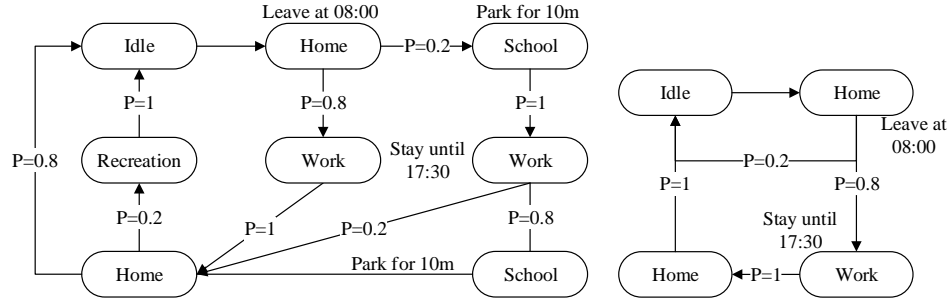 Leave at 08:00
Park for 10m
Idle
Home
P=0.2
School
P=1
P=0.8
P=1
P=0.8
Recreation
Work
Stay until
17:30
Work
P=0.2
P=1
P=0.2
P=0.8
Home
Park for 10m
School
Idle
Home
Leave at
08:00
P=0.2
P=1
P=0.8
Stay until
17:30
Home
P=1
Work